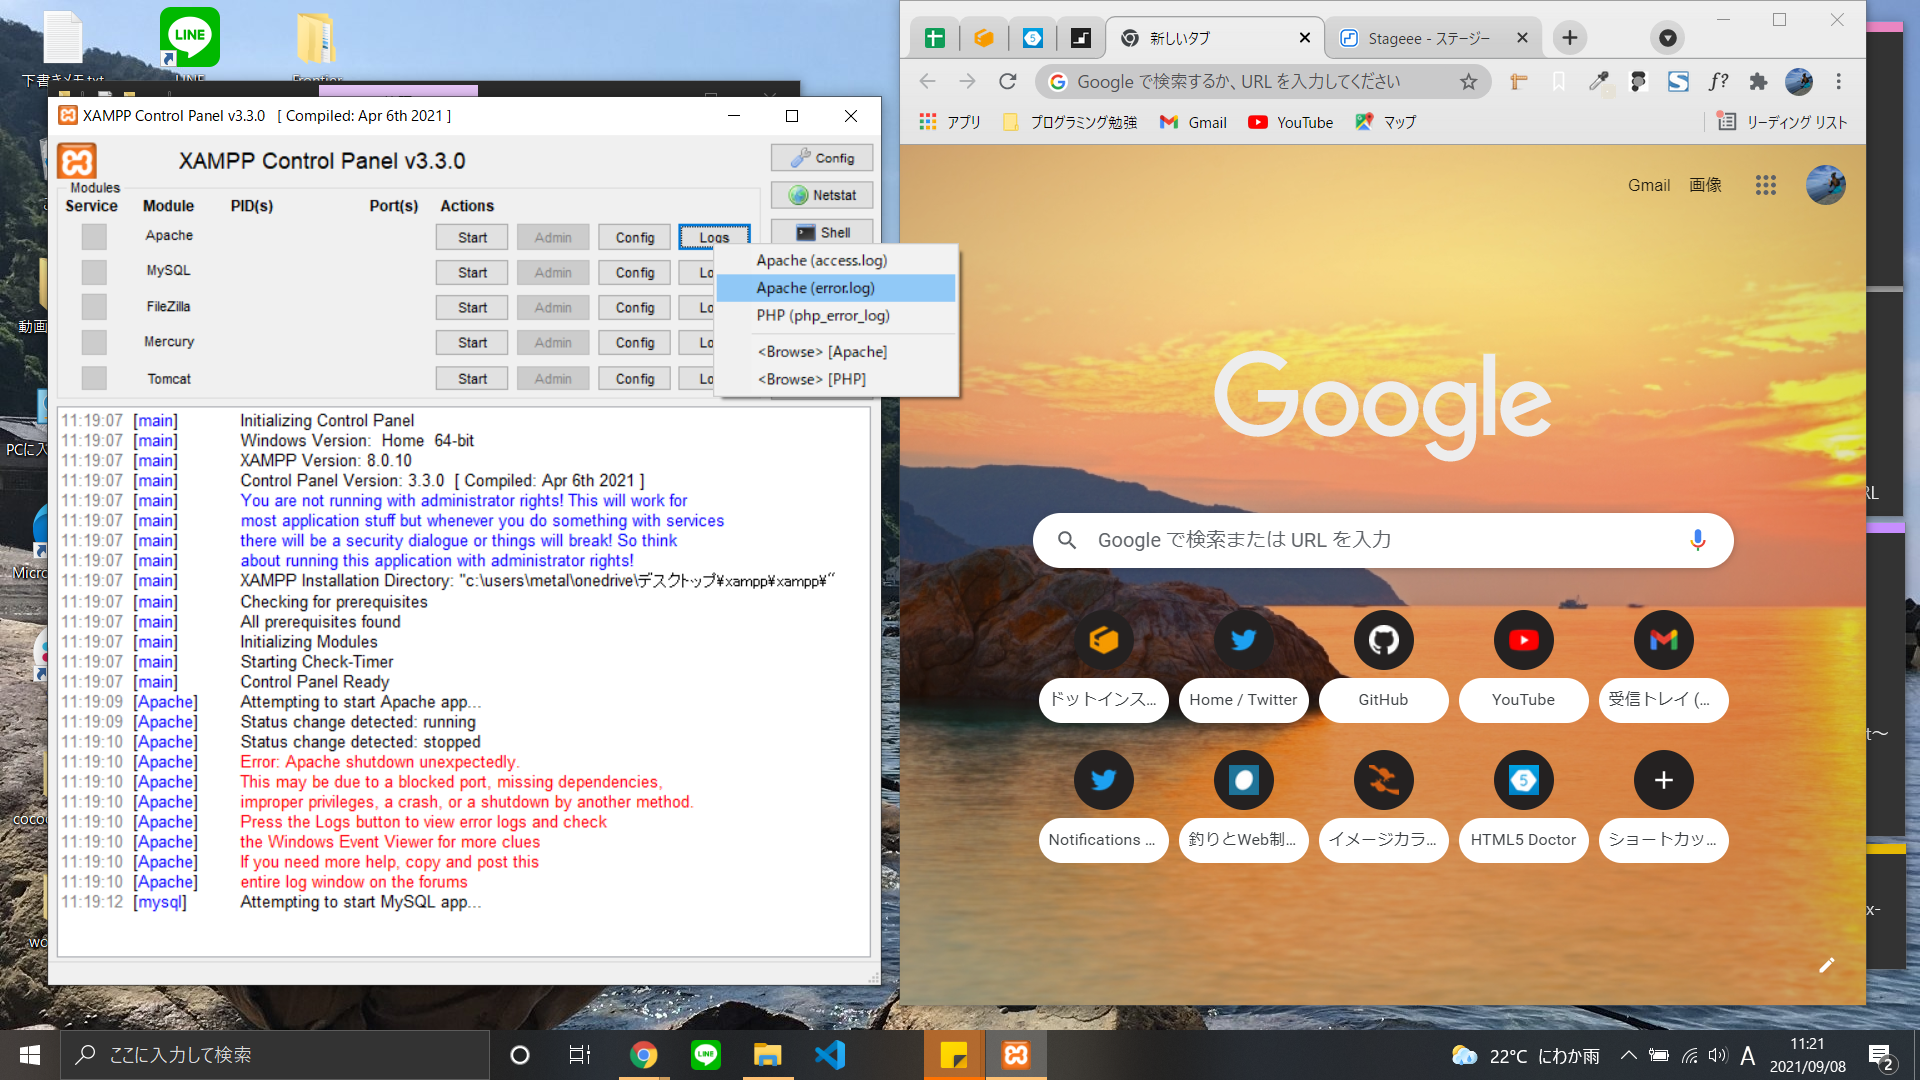 下書きメモ.txt
LINE
Frontier
XAMPP Control Panel v3.3.0 [ Compiled: Apr 6th 2021 ]
XAMPP Control Panel v3.3.0
Config
Netstat
Shell
Modules
Service Module PID(s) Port(s) Actions
Apache Start Admin Config Logs
MySQL Start Admin Config Lo
FileZilla Start Admin Config Lo
Mercury Start Admin Config Lo
Tomcat Start Admin Config Lo
Apache (access.log)
Apache (error.log)
PHP (php_error_log)
<Browse> [Apache]
<Browse> [PHP]
11:19:07 [main] Initializing Control Panel
11:19:07 [main] Windows Version: Home 64-bit
11:19:07 [main] XAMPP Version: 8.0.10
11:19:07 [main] Control Panel Version: 3.3.0 [ Compiled: Apr 6th 2021 ]
11:19:07 [main] You are not running with administrator rights! This will work for
11:19:07 [main] most application stuff but whenever you do something with services
11:19:07 [main] there will be a security dialogue or things will break! So think
11:19:07 [main] about running this application with administrator rights!
11:19:07 [main] XAMPP Installation Directory: "c:\users\metal\onedrive\デスクトップ\xampp\xampp\"
11:19:07 [main] Checking for prerequisites
11:19:07 [main] All prerequisites found
11:19:07 [main] Initializing Modules
11:19:07 [main] Starting Check-Timer
11:19:07 [main] Control Panel Ready
11:19:09 [Apache] Attempting to start Apache app...
11:19:09 [Apache] Status change detected: running
11:19:10 [Apache] Status change detected: stopped
11:19:10 [Apache] Error: Apache shutdown unexpectedly.
11:19:10 [Apache] This may be due to a blocked port, missing dependencies,
11:19:10 [Apache] improper privileges, a crash, or a shutdown by another method.
11:19:10 [Apache] Press the Logs button to view error logs and check
11:19:10 [Apache] the Windows Event Viewer for more clues
11:19:10 [Apache] If you need more help, copy and post this
11:19:10 [Apache] entire log window on the forums
11:19:12 [mysql] Attempting to start MySQL app...
動画
PCに入
Micro
coco
wo
新しいタブ
Stageee - ステージー
Google で検索するか、URL を入力してください
f?
アプリ プログラミング勉強 Gmail YouTube マップ リーディング リスト
Gmail 画像
Google
Google で検索または URL を入力
ドットインス... Home / Twitter GitHub YouTube 受信トレイ (...
Notifications ... 釣りとWeb制... イメージカラ... HTML5 Doctor ショートカッ...
RL
t～
x-
ここに入力して検索
LINE
22°C にわか雨
A
11:21
2021/09/08
2